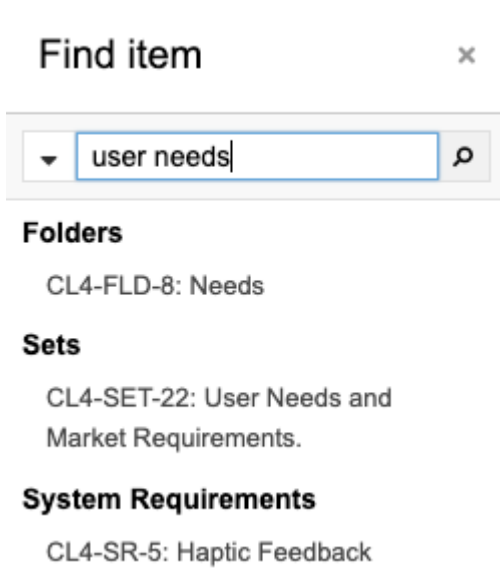 Find item
user needs
Folders
CL4-FLD-8: Needs
Sets
CL4-SET-22: User Needs and
Market Requirements.
System Requirements
CL4-SR-5: Haptic Feedback